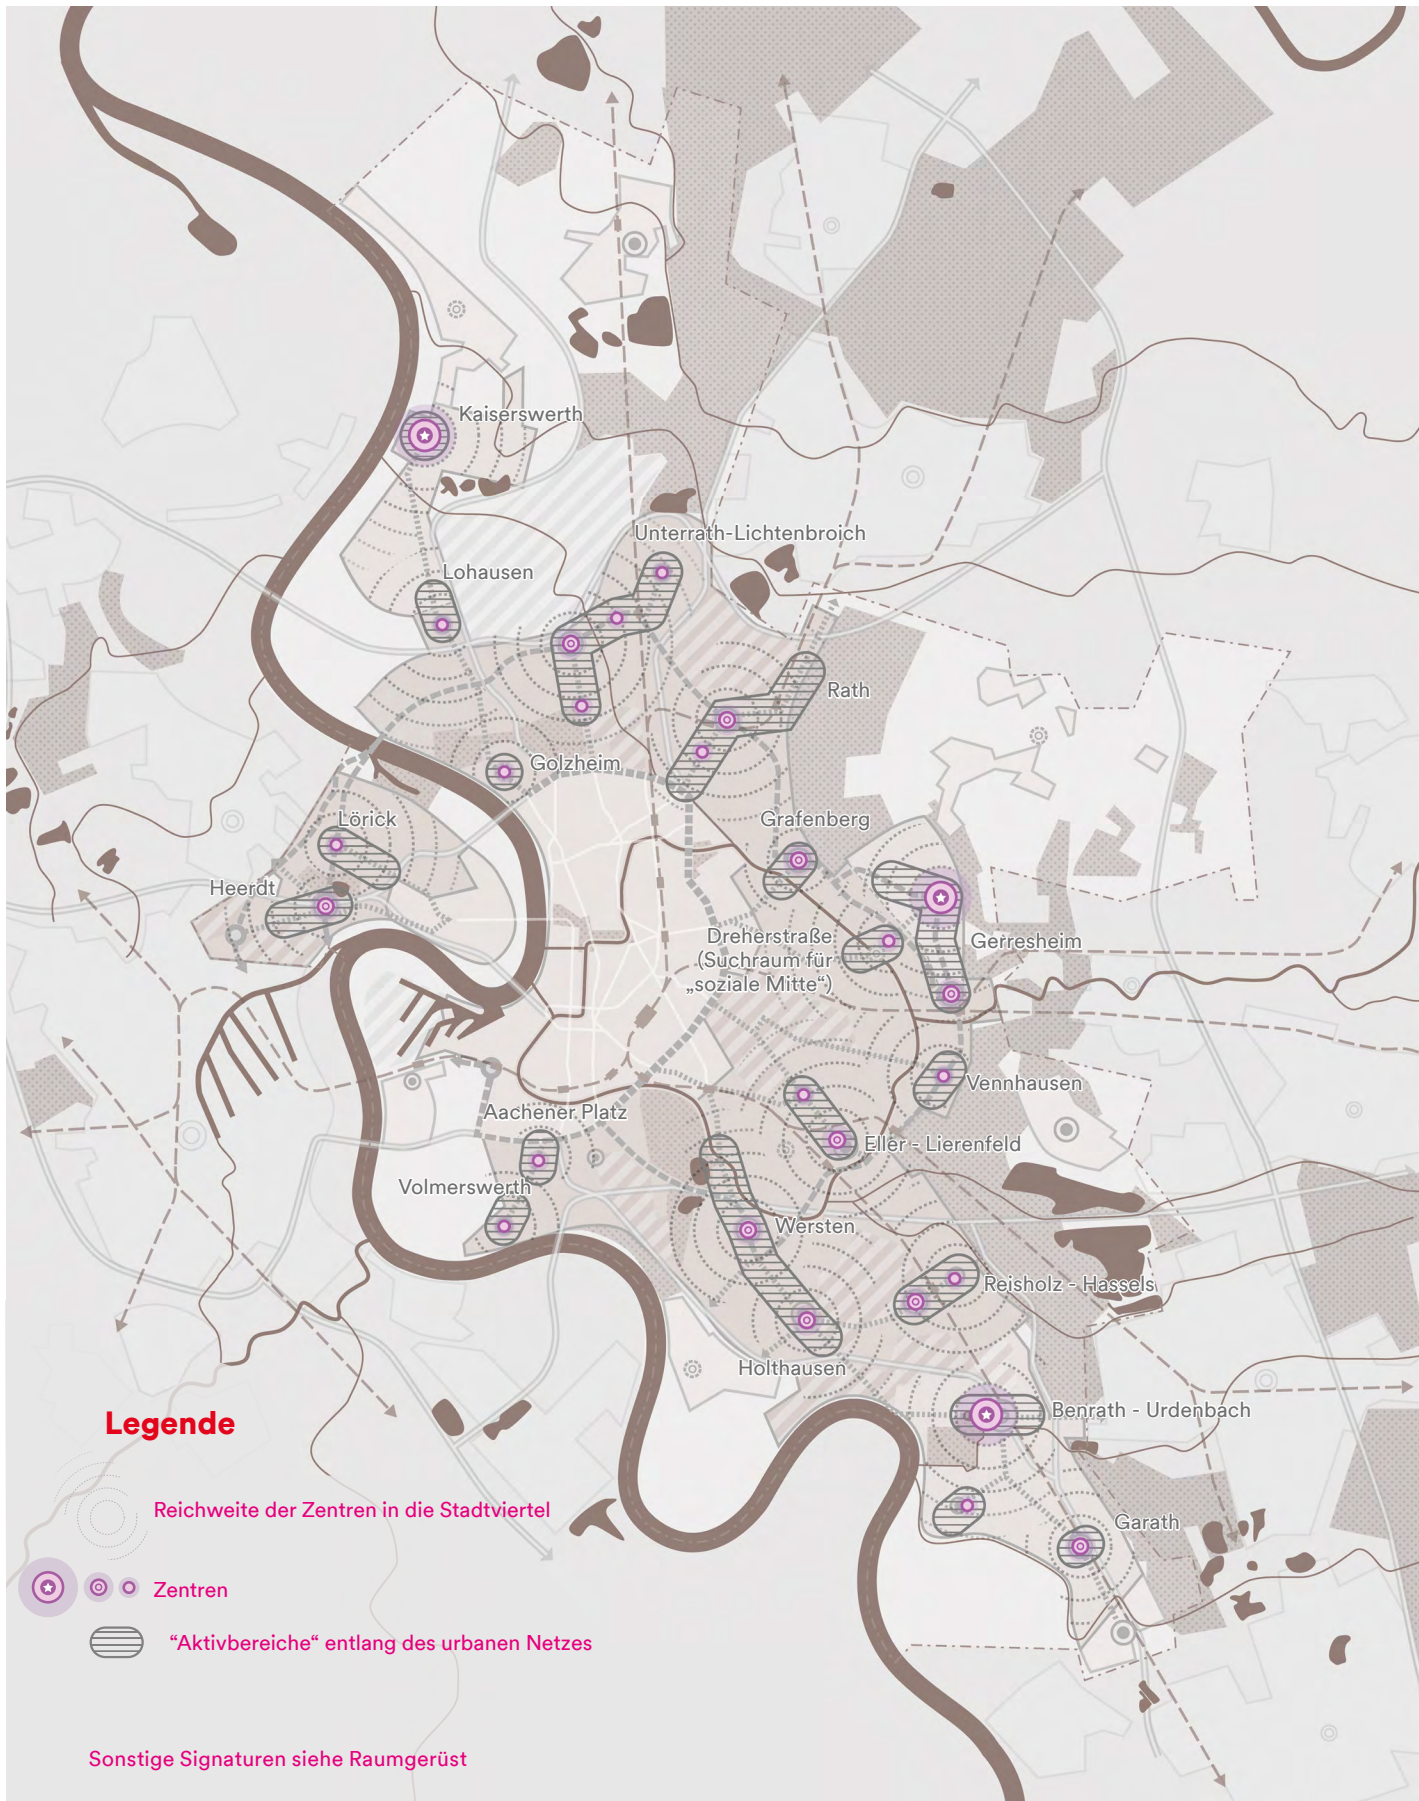 Kaiserswerth
Unterrath-Lichtenbroich
Lohausen
Rath
Golzheim
Lörick
Grafenberg
Heerdt
Dreherstraße
(Suchraum für
„soziale Mitte“)
Gerresheim
Vennhausen
Aachener Platz
Eller - Lierenfeld
Volmerswerth
Wersten
Reisholz - Hassels
Holthausen
Benrath - Urdenbach
Garath
Legende
Reichweite der Zentren in die Stadtviertel
Zentren
“Aktivbereiche“ entlang des urbanen Netzes
Sonstige Signaturen siehe Raumgerüst